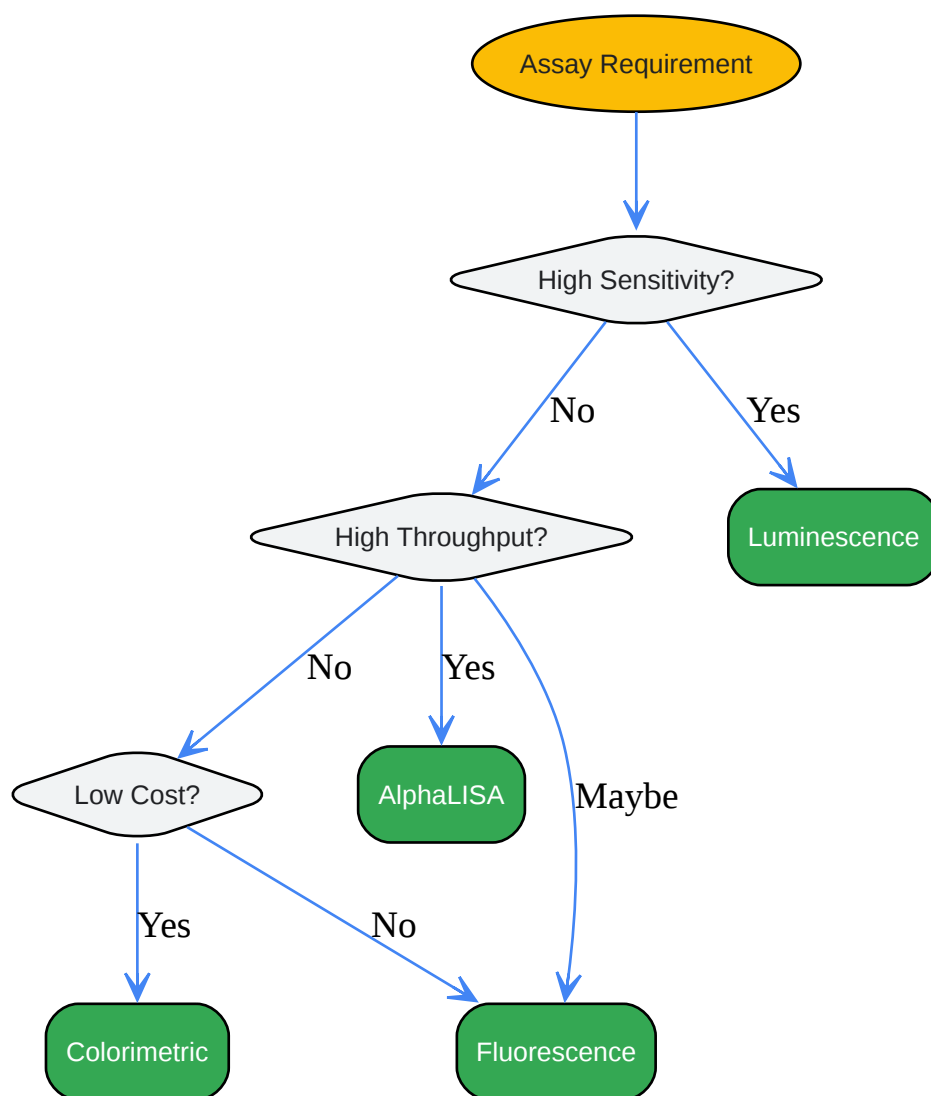 Assay Requirement
High Sensitivity?
No
Yes
High Throughput?
Luminescence
No
Yes
Low Cost?
AlphaLISA
Maybe
Yes
No
Colorimetric
Fluorescence